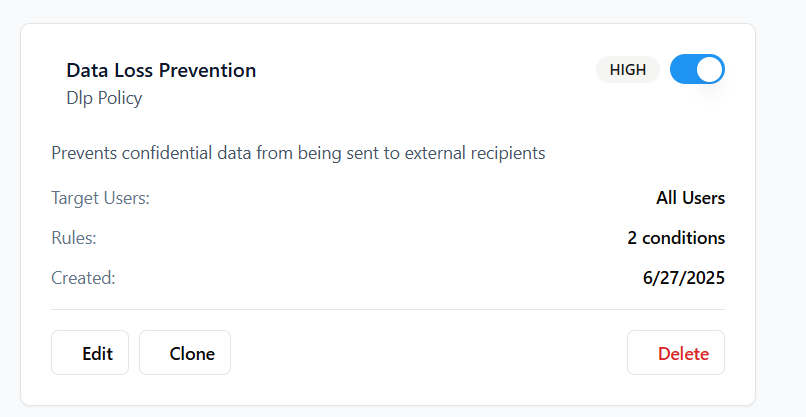 Data Loss Prevention HIGH
Dlp Policy
Prevents confidential data from being sent to external recipients
Target Users: All Users
Rules: 2 conditions
Created: 6/27/2025
Edit Clone Delete